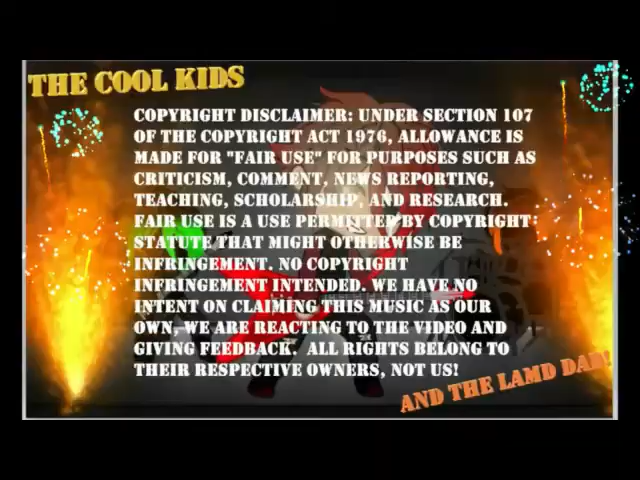 THE COOL KIDS
COPYRIGHT DISCLAIMER: UNDER SECTION 107
OF THE COPYRIGHT ACT 1976, ALLOWANCE IS
MADE FOR "FAIR USE" FOR PURPOSES SUCH AS
CRITICISM, COMMENT, NEWS REPORTING,
TEACHING, SCHOLARSHIP, AND RESEARCH.
FAIR USE IS A USE PERMITTED BY COPYRIGHT
STATUTE THAT MIGHT OTHERWISE BE
INFRINGEMENT. NO COPYRIGHT
INFRINGEMENT INTENDED. WE HAVE NO
INTENT ON CLAIMING THIS MUSIC AS OUR
OWN, WE ARE REACTING TO THE VIDEO AND
GIVING FEEDBACK. ALL RIGHTS BELONG TO
THEIR RESPECTIVE OWNERS, NOT US!
AND THE LAMD DAD!